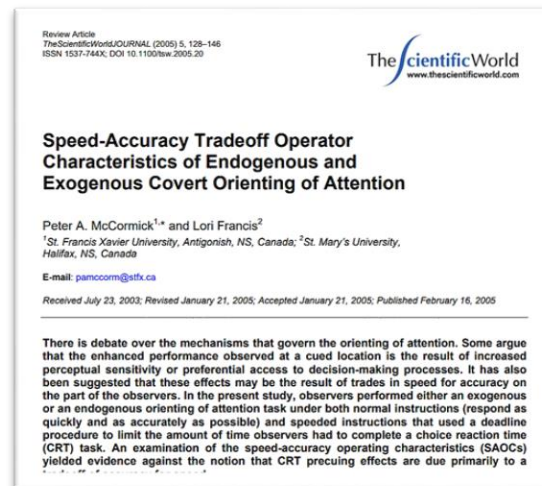 Review Article
TheScientificWorldJOURNAL (2005) 5, 128–146
ISSN 1537-744X; DOI 10.1100/tsw.2005.20
TheScientificWorld
www.thescientificworld.com
Speed-Accuracy Tradeoff Operator
Characteristics of Endogenous and
Exogenous Covert Orienting of Attention
Peter A. McCormick1,* and Lori Francis2
1St. Francis Xavier University, Antigonish, NS, Canada; 2St. Mary's University,
Halifax, NS, Canada
E-mail: pamccorm@stfx.ca
Received July 23, 2003; Revised January 21, 2005; Accepted January 21, 2005; Published February 16, 2005
There is debate over the mechanisms that govern the orienting of attention. Some argue
that the enhanced performance observed at a cued location is the result of increased
perceptual sensitivity or preferential access to decision-making processes. It has also
been suggested that these effects may be the result of trades in speed for accuracy on
the part of the observers. In the present study, observers performed either an exogenous
or an endogenous orienting of attention task under both normal instructions (respond as
quickly and as accurately as possible) and speeded instructions that used a deadline
procedure to limit the amount of time observers had to complete a choice reaction time
(CRT) task. An examination of the speed-accuracy operating characteristics (SAOCs)
yielded evidence against the notion that CRT precuing effects are due primarily to a